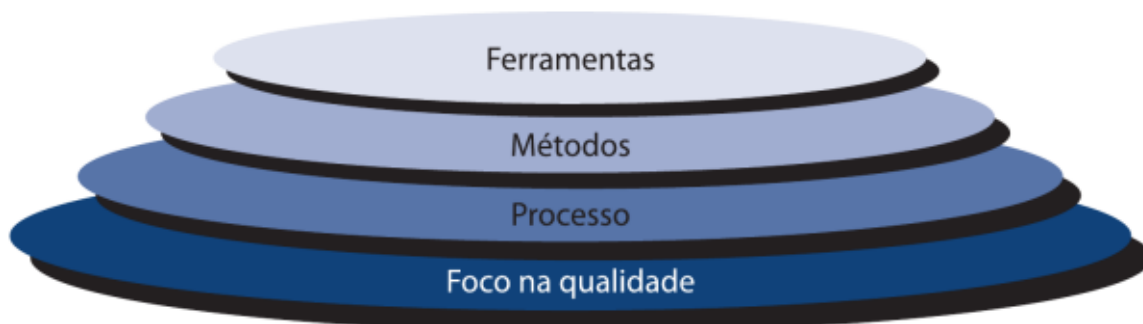 Ferramentas
Métodos
Processo
Foco na qualidade